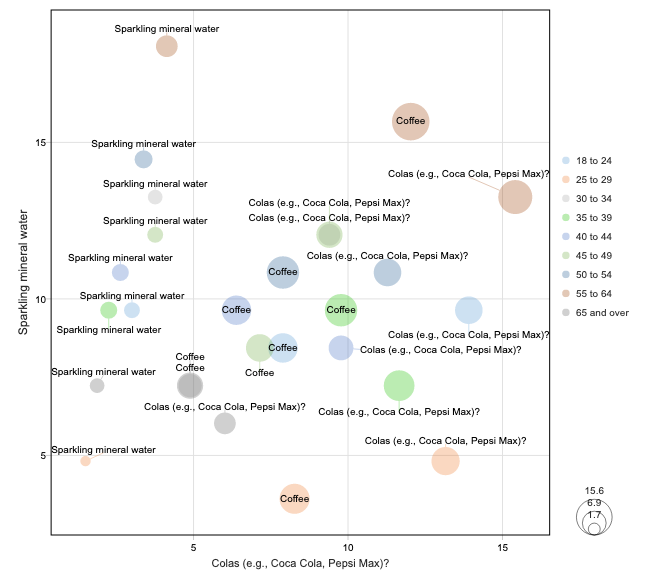 Sparkling mineral water
Coffee
15
Sparkling mineral water
18 to 24
Colas (e.g., Coca Cola, Pepsi Max)?
25 to 29
Sparkling mineral water
30 to 34
Colas (e.g., Coca Cola, Pepsi Max)?
35 to 39
Sparkling mineral water
Colas (e.g., Coca Cola, Pepsi Max)?
40 to 44
45 to 49
Sparkling mineral water
Colas (e.g., Coca Cola, Pepsi Max)?
Coffee
50 to 54
55 to 64
Sparkling mineral water
10
Coffee
Coffee
65 and over
Sparkling mineral water
Colas (e.g., Coca Cola, Pepsi Max)?
Coffee
Colas (e.g., Coca Cola, Pepsi Max)?
Coffee
Coffee
Sparkling mineral water
Coffee
Colas (e.g., Coca Cola, Pepsi Max)?
Colas (e.g., Coca Cola, Pepsi Max)?
Colas (e.g., Coca Cola, Pepsi Max)?
Sparkling mineral water
5
Coffee
15.6
6.9
1.7
5
10
15
Colas (e.g., Coca Cola, Pepsi Max)?
Sparkling mineral water